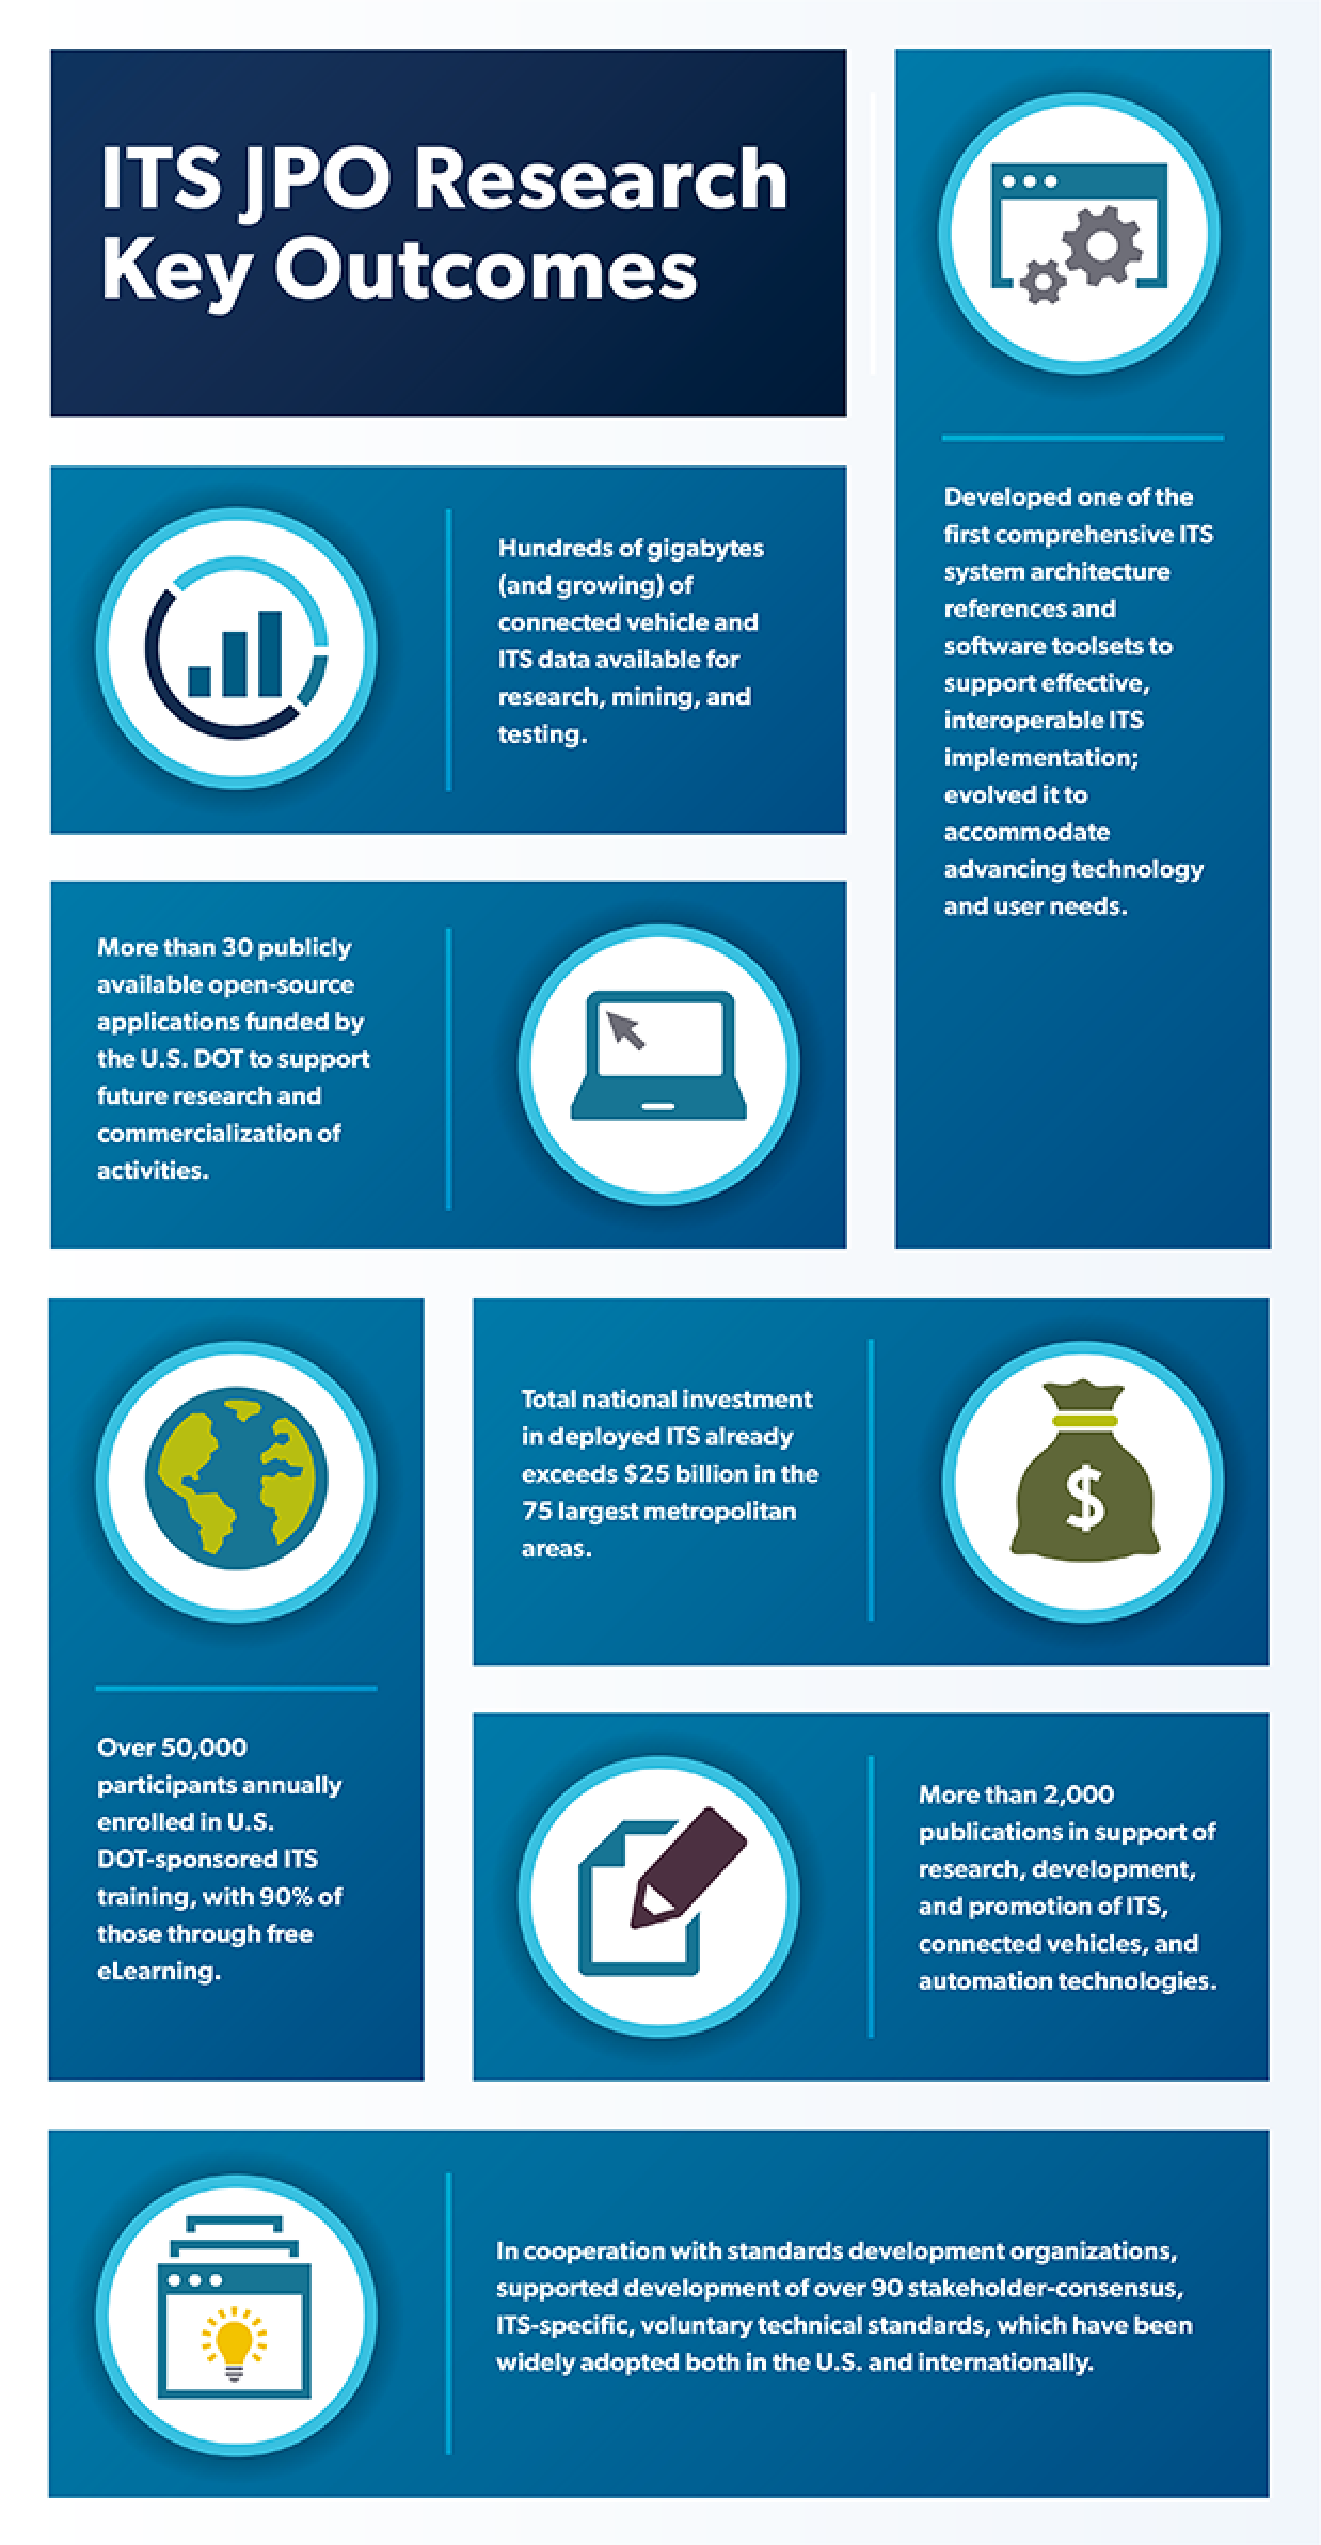 ITS JPO Research
Key Outcomes
Developed one of the
first comprehensive ITS
system architecture
references and
software toolsets to
support effective,
interoperable ITS
implementation;
evolved it to
accommodate
advancing technology
and user needs.
Hundreds of gigabytes
(and growing) of
connected vehicle and
ITS data available for
research, mining, and
testing.
More than 30 publicly
available open-source
applications funded by
the U.S. DOT to support
future research and
commercialization of
activities.
Over 50,000
participants annually
enrolled in U.S.
DOT-sponsored ITS
training, with 90% of
those through free
eLearning.
Total national investment
in deployed ITS already
exceeds $25 billion in the
75 largest metropolitan
areas.
$
More than 2,000
publications in support of
research, development,
and promotion of ITS,
connected vehicles, and
automation technologies.
In cooperation with standards development organizations,
supported development of over 90 stakeholder-consensus,
ITS-specific, voluntary technical standards, which have been
widely adopted both in the U.S. and internationally.